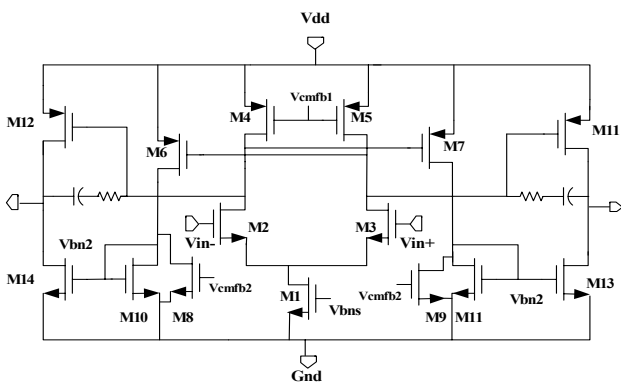 Vdd
Vcmfb1
M4
M5
M12
M11
M6
M7
M2
M3
Vin-
Vin+
Vbn2
M14
M10
M8
Vcmfb2
M1
Vbns
Vcmfb2
M9
M11
Vbn2
M13
Gnd